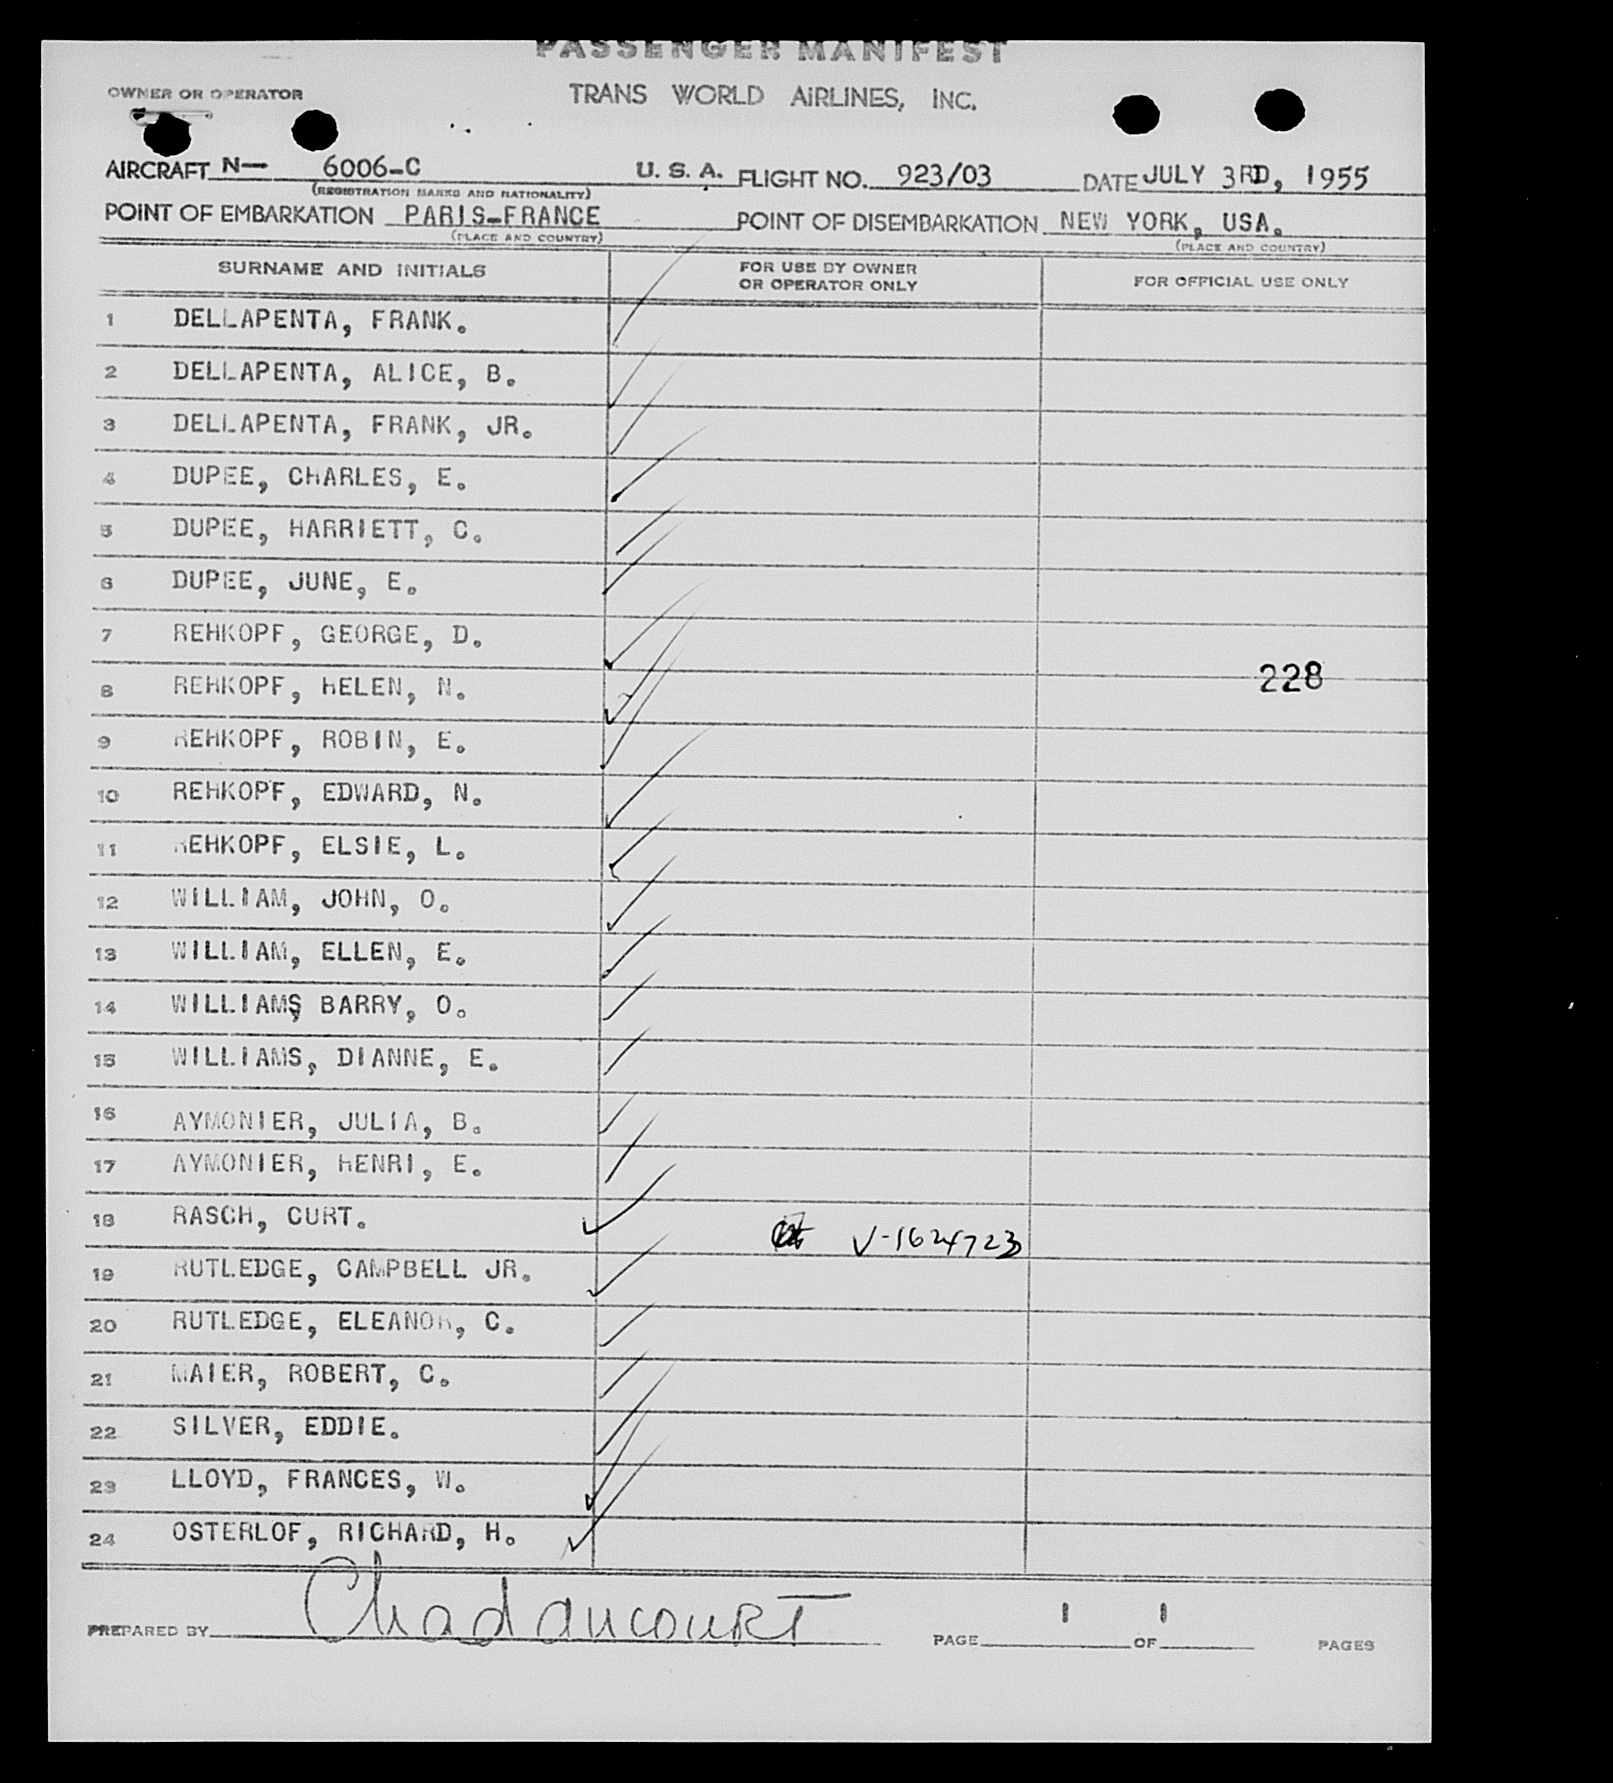 PASSENGER MANIFEST
OWNER OR OPERATOR TRANS WORLD AIRLINES, INC.
AIRCRAFT N— 6006-C U. S. A. FLIGHT NO. 923/03 DATE JULY 3RD, 1955
(REGISTRATION MARKS AND NATIONALITY)
POINT OF EMBARKATION PARIS-FRANCE POINT OF DISEMBARKATION NEW YORK, USA.
(PLACE AND COUNTRY) (PLACE AND COUNTRY)
SURNAME AND INITIALS FOR USE BY OWNER OR OPERATOR ONLY FOR OFFICIAL USE ONLY
1 DELLAPENTA, FRANK.
2 DELLAPENTA, ALICE, B.
3 DELLAPENTA, FRANK, JR.
4 DUPEE, CHARLES, E.
5 DUPEE, HARRIETT, C.
6 DUPEE, JUNE, E.
7 REHKOPF, GEORGE, D.
8 REHKOPF, HELEN, N. 228
9 REHKOPF, ROBIN, E.
10 REHKOPF, EDWARD, N.
11 REHKOPF, ELSIE, L.
12 WILLIAM, JOHN, O.
13 WILLIAM, ELLEN, E.
14 WILLIAMS, BARRY, O.
15 WILLIAMS, DIANNE, E.
16 AYMONIER, JULIA, B.
17 AYMONIER, HENRI, E.
18 RASCH, CURT. V-1624723
19 RUTLEDGE, CAMPBELL JR.
20 RUTLEDGE, ELEANOR, C.
21 MAIER, ROBERT, C.
22 SILVER, EDDIE.
23 LLOYD, FRANCES, W.
24 OSTERLOF, RICHARD, H.
PREPARED BY Chadancourt PAGE 1 OF 1 PAGES